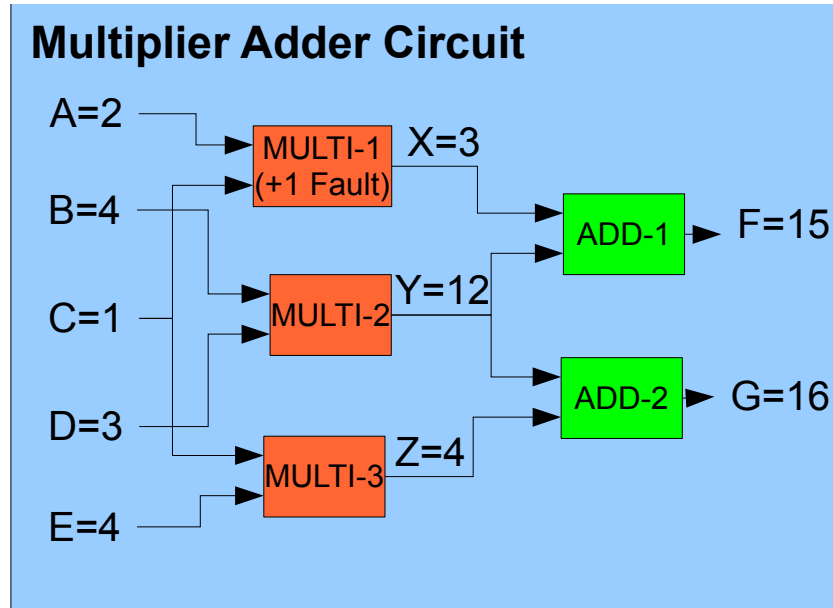 Multiplier Adder Circuit
A=2
MULTI-1
(+1 Fault)
X=3
B=4
ADD-1
F=15
C=1
MULTI-2
Y=12
D=3
ADD-2
G=16
MULTI-3
Z=4
E=4